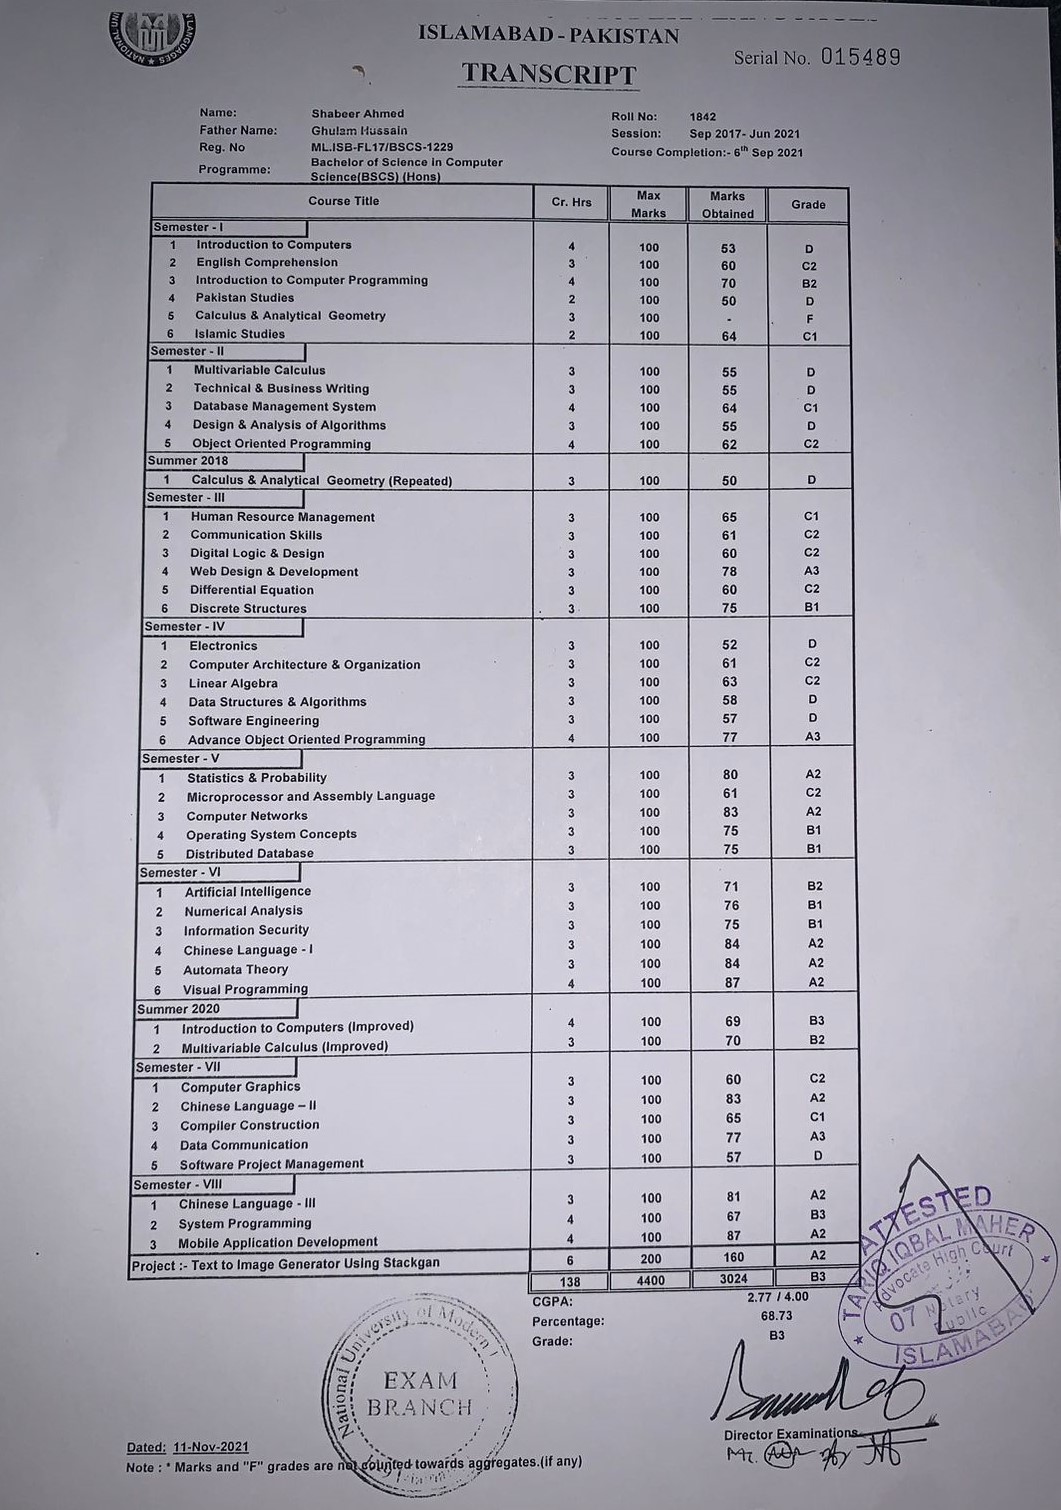 ISLAMABAD - PAKISTAN
Serial No. 015489
TRANSCRIPT
Name: Shabeer Ahmed Roll No: 1842
Father Name: Ghulam Hussain Session: Sep 2017- Jun 2021
Reg. No ML.ISB-FL17/BSCS-1229 Course Completion:- 6th Sep 2021
Programme: Bachelor of Science in Computer
Science(BSCS) (Hons)
Course Title Cr. Hrs Max Marks Marks Obtained Grade
Semester - I
1 Introduction to Computers 4 100 53 D
2 English Comprehension 3 100 60 C2
3 Introduction to Computer Programming 4 100 70 B2
4 Pakistan Studies 2 100 50 D
5 Calculus & Analytical Geometry 3 100 - F
6 Islamic Studies 2 100 64 C1
Semester - II
1 Multivariable Calculus 3 100 55 D
2 Technical & Business Writing 3 100 55 D
3 Database Management System 4 100 64 C1
4 Design & Analysis of Algorithms 3 100 55 D
5 Object Oriented Programming 4 100 62 C2
Summer 2018
1 Calculus & Analytical Geometry (Repeated) 3 100 50 D
Semester - III
1 Human Resource Management 3 100 65 C1
2 Communication Skills 3 100 61 C2
3 Digital Logic & Design 3 100 60 C2
4 Web Design & Development 3 100 78 A3
5 Differential Equation 3 100 60 C2
6 Discrete Structures 3 100 75 B1
Semester - IV
1 Electronics 3 100 52 D
2 Computer Architecture & Organization 3 100 61 C2
3 Linear Algebra 3 100 63 C2
4 Data Structures & Algorithms 3 100 58 D
5 Software Engineering 3 100 57 D
6 Advance Object Oriented Programming 4 100 77 A3
Semester - V
1 Statistics & Probability 3 100 80 A2
2 Microprocessor and Assembly Language 3 100 61 C2
3 Computer Networks 3 100 83 A2
4 Operating System Concepts 3 100 75 B1
5 Distributed Database 3 100 75 B1
Semester - VI
1 Artificial Intelligence 3 100 71 B2
2 Numerical Analysis 3 100 76 B1
3 Information Security 3 100 75 B1
4 Chinese Language - I 3 100 84 A2
5 Automata Theory 3 100 84 A2
6 Visual Programming 4 100 87 A2
Summer 2020
1 Introduction to Computers (Improved) 4 100 69 B3
2 Multivariable Calculus (Improved) 3 100 70 B2
Semester - VII
1 Computer Graphics 3 100 60 C2
2 Chinese Language – II 3 100 83 A2
3 Compiler Construction 3 100 65 C1
4 Data Communication 3 100 77 A3
5 Software Project Management 3 100 57 D
Semester - VIII
1 Chinese Language - III 3 100 81 A2
2 System Programming 4 100 67 B3
3 Mobile Application Development 4 100 87 A2
Project :- Text to Image Generator Using Stackgan 6 200 160 A2
138 4400 3024 B3
CGPA: 2.77 / 4.00
Percentage: 68.73
Grade: B3
ATTESTED
TARIQ IQBAL MAHER
Advocate High Court
07 Notary
Public
ISLAMABAD
National University of Modern
EXAM
BRANCH
Director Examinations
Dated: 11-Nov-2021
Note : * Marks and "F" grades are not counted towards aggregates.(if any)